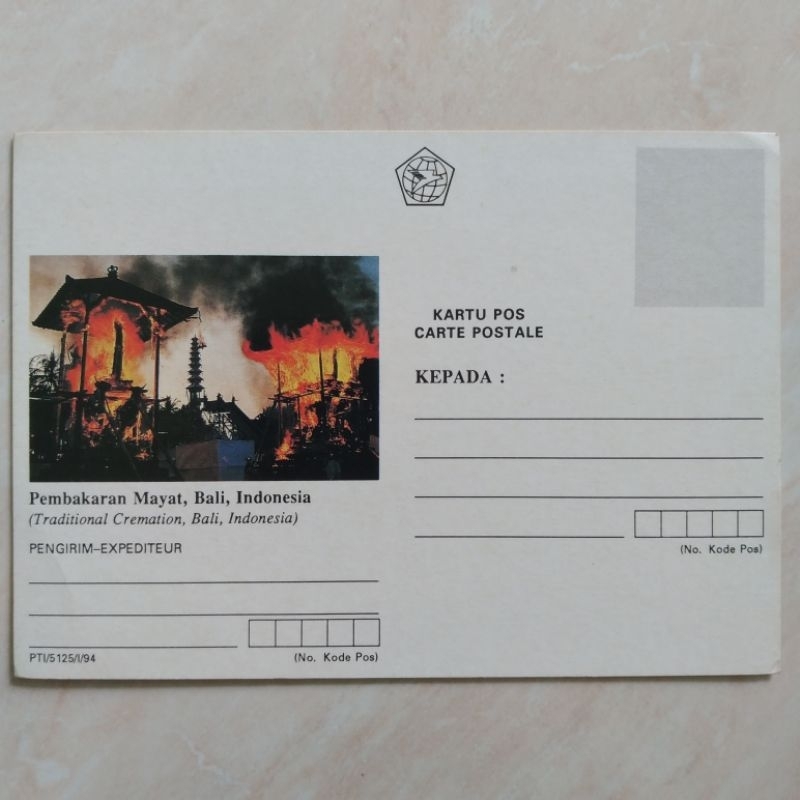 Pembakaran Mayat, Bali, Indonesia
(Traditional Cremation, Bali, Indonesia)
PENGIRIM–EXPEDITEUR
(No. Kode Pos)
PTI/5125/I/94
KARTU POS
CARTE POSTALE
KEPADA :
(No. Kode Pos)